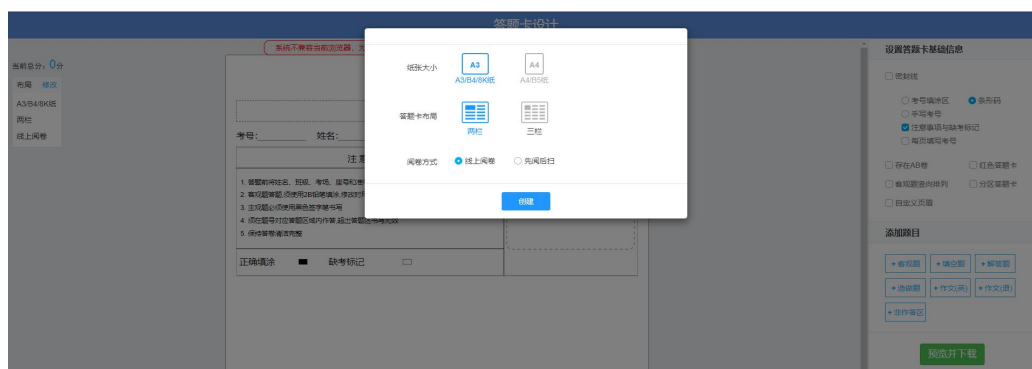 答题卡设计
系统不兼容当前浏览器，
当前总分：0分
布局 修改
A3/B4/8K纸
两栏
线上阅卷
考号: 姓名:
注意
1. 答题前将姓名、班级、考场、座号和准
2. 客观题答题,须使用2B铅笔填涂,修改时用
3. 主观题必须使用黑色签字笔书写
4. 须在题号对应答题区域内作答,超出答题区书写无效
5. 保持答卷清洁完整
正确填涂 缺考标记
纸张大小
A3
A3/B4/8K纸
A4
A4/B5纸
答题卡布局
两栏
三栏
阅卷方式
线上阅卷
先阅后扫
创建
设置答题卡基础信息
密封线
考号填涂区 条形码
手写考号
注意事项与缺考标记
每页填写考号
存在AB卷 红色答题卡
客观题竖向排列 分区答题卡
自定义页眉
添加题目
+客观题 +填空题 +解答题
+选做题 +作文(英) +作文(语)
+非作答区
预览并下载